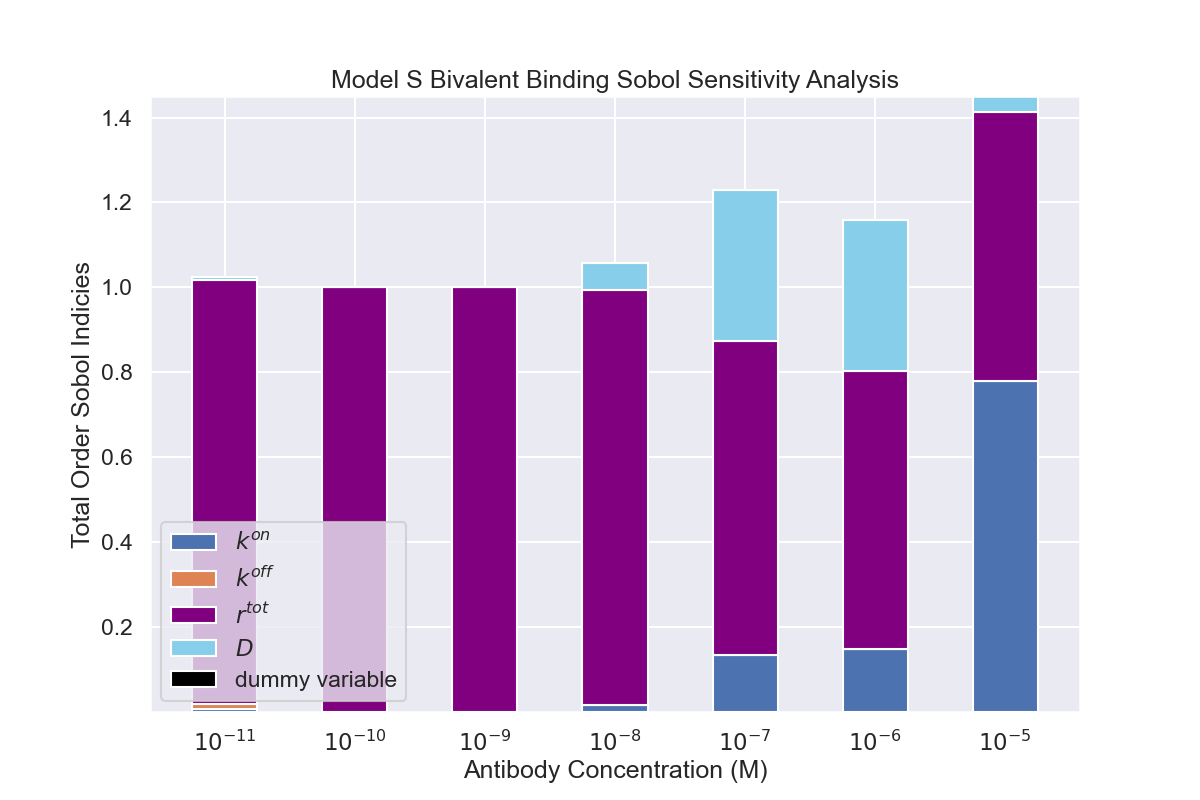 Model S Bivalent Binding Sobol Sensitivity Analysis
Total Order Sobol Indicies
1.4
1.2
1.0
0.8
0.6
0.4
0.2
k^{on}
k^{off}
r^{tot}
D
dummy variable
10^{-11} 10^{-10} 10^{-9} 10^{-8} 10^{-7} 10^{-6} 10^{-5}
Antibody Concentration (M)